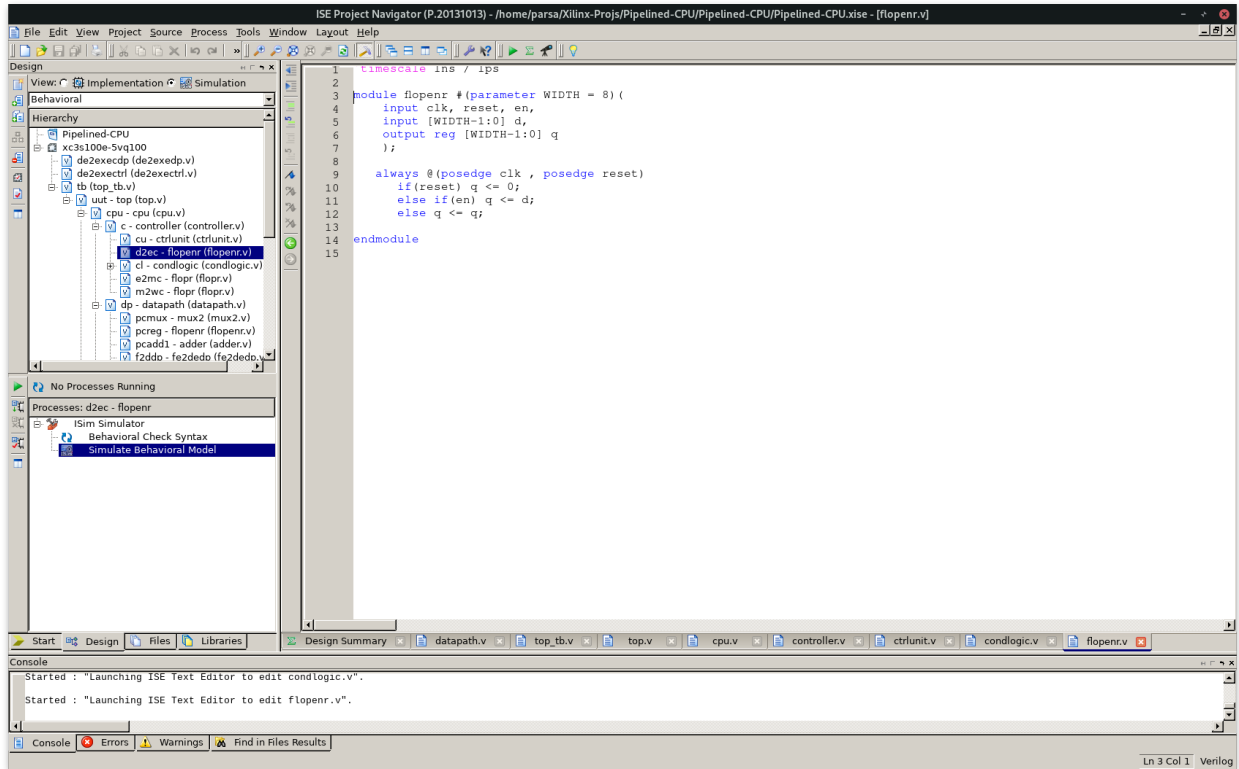 ISE Project Navigator (P.20131013) - /home/parsa/Xilinx-Projs/Pipelined-CPU/Pipelined-CPU/Pipelined-CPU.xise - [flopenr.v]
File Edit View Project Source Process Tools Window Layout Help
Design
View: Implementation Simulation
Behavioral
Hierarchy
Pipelined-CPU
xc3s100e-5vq100
de2execdp (de2exedp.v)
de2exectrl (de2exectrl.v)
tb (top_tb.v)
uut - top (top.v)
cpu - cpu (cpu.v)
c - controller (controller.v)
cu - ctrlunit (ctrlunit.v)
d2ec - flopenr (flopenr.v)
cl - condlogic (condlogic.v)
e2mc - flopr (flopr.v)
m2wc - flopr (flopr.v)
dp - datapath (datapath.v)
pcmux - mux2 (mux2.v)
pcreg - flopenr (flopenr.v)
pcadd1 - adder (adder.v)
f2ddp - fe2dedp (fe2dedp.v
No Processes Running
Processes: d2ec - flopenr
ISim Simulator
Behavioral Check Syntax
Simulate Behavioral Model
Start Design Files Libraries
1 `timescale 1ns / 1ps
2
3 module flopenr #(parameter WIDTH = 8)(
4 input clk, reset, en,
5 input [WIDTH-1:0] d,
6 output reg [WIDTH-1:0] q
7 );
8
9 always @(posedge clk , posedge reset)
10 if(reset) q <= 0;
11 else if(en) q <= d;
12 else q <= q;
13
14 endmodule
15
Design Summary datapath.v top_tb.v top.v cpu.v controller.v ctrlunit.v condlogic.v flopenr.v
Console
Started : "Launching ISE Text Editor to edit condlogic.v".
Started : "Launching ISE Text Editor to edit flopenr.v".
Console Errors Warnings Find in Files Results
Ln 3 Col 1 Verilog